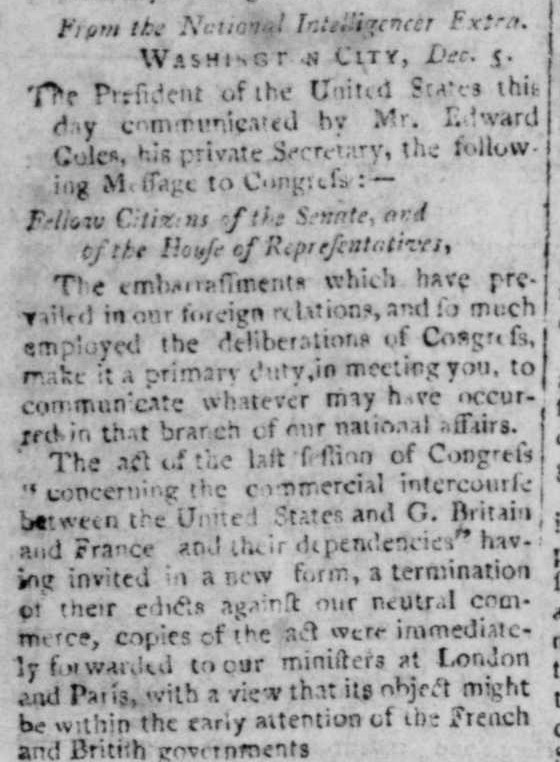 From the National Intelligencer Extra.
WASHINGTON CITY, Dec. 5.
The Preſident of the United States this
day communicated by Mr. Edward
Coles, his private Secretary, the follow-
ing Meſſage to Congreſs:—
Fellow Citizens of the Senate, and
of the Houſe of Repreſentatives,
The embarraſſments which have pre-
vailed in our foreign relations, and ſo much
employed the deliberations of Congreſs,
make it a primary duty, in meeting you, to
communicate whatever may have occur-
red in that branch of our national affairs.
The act of the laſt ſeſſion of Congreſs
"concerning the commercial intercourſe
between the United States and G. Britain
and France and their dependencies" hav-
ing invited in a new form, a termination
of their edicts againſt our neutral com-
merce, copies of the act were immediate-
ly forwarded to our miniſters at London
and Paris, with a view that its object might
be within the early attention of the French
and Britiſh governments